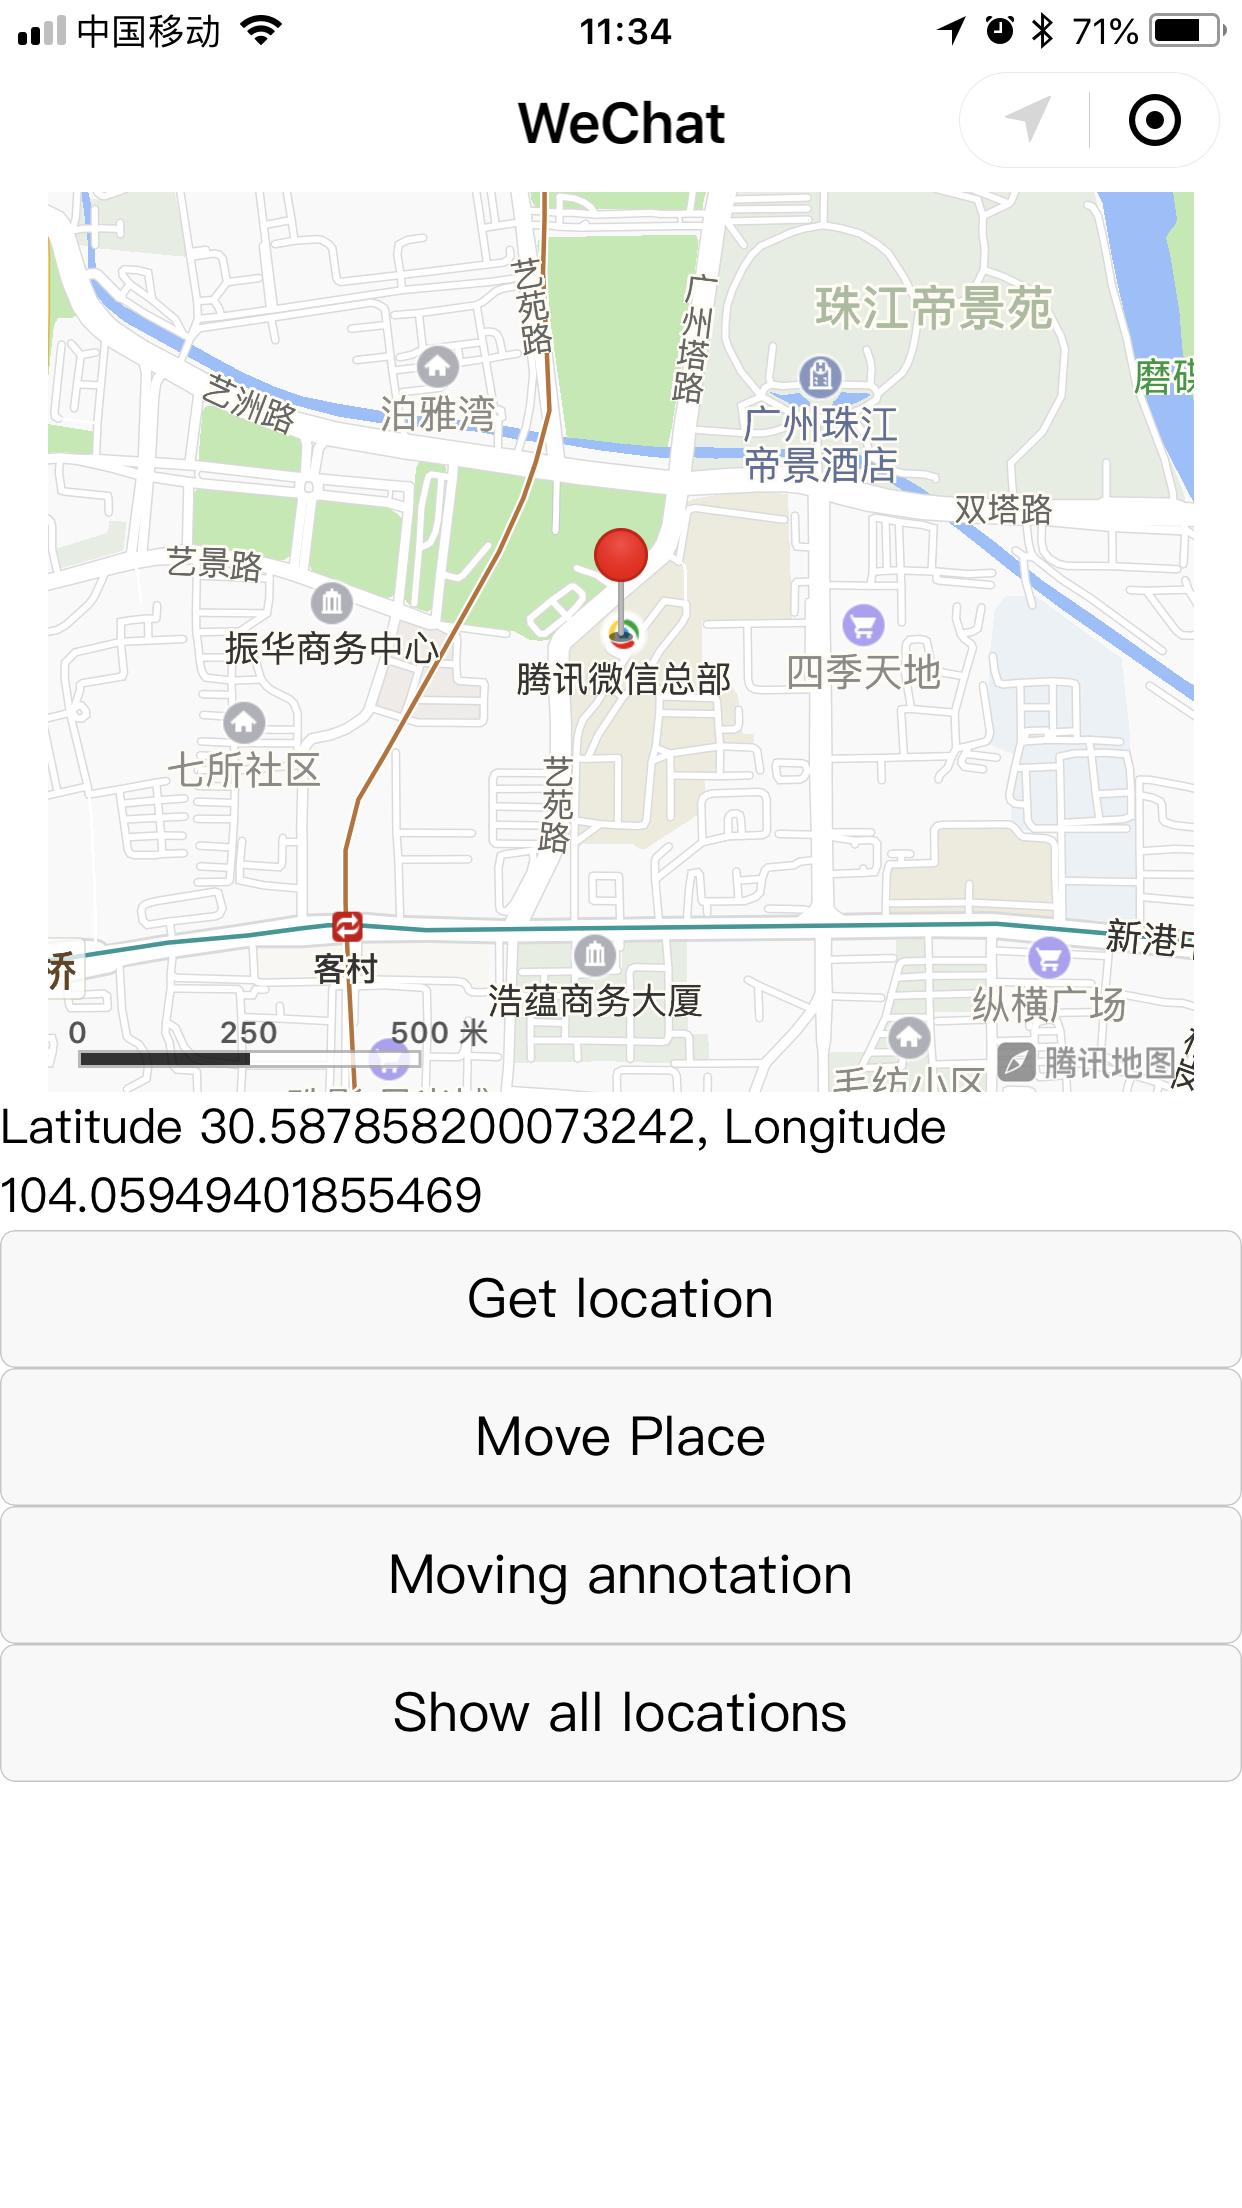 中国移动
11:34
71%
WeChat
艺苑路
广州塔路
珠江帝景苑
磨碟
艺洲路
泊雅湾
广州珠江
帝景酒店
双塔路
艺景路
振华商务中心
腾讯微信总部
四季天地
七所社区
艺苑路
新港中
桥
客村
浩蕴商务大厦
纵横广场
0 250 500 米
腾讯地图
毛纺小区
Latitude 30.587858200073242, Longitude
104.05949401855469
Get location
Move Place
Moving annotation
Show all locations